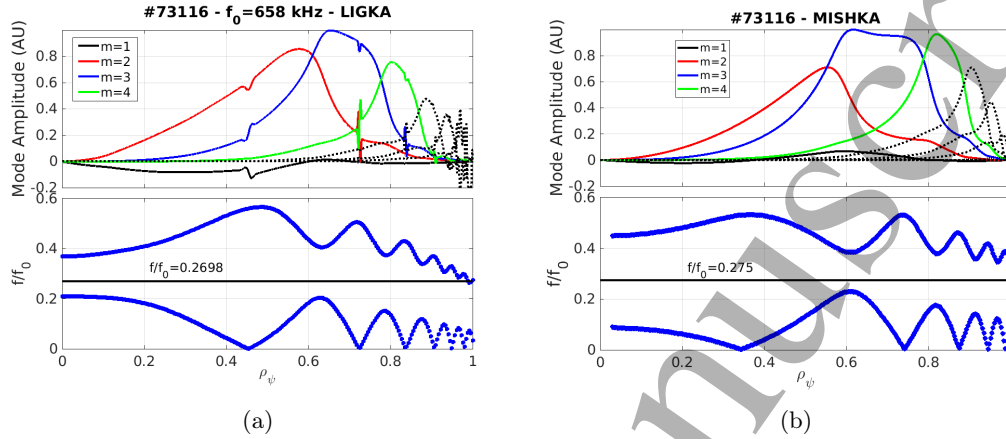 #73116 - f₀=658 kHz - LIGKA
Mode Amplitude (AU)
0.8
0.6
0.4
0.2
0
-0.2
m=1
m=2
m=3
m=4
0.6
0.4
0.2
0
f/f₀
f/f₀=0.2698
0 0.2 0.4 0.6 0.8 1
ρψ
(a)
#73116 - MISHKA
Mode Amplitude (AU)
0.8
0.6
0.4
0.2
0
-0.2
m=1
m=2
m=3
m=4
0.6
0.4
0.2
0
f/f₀
f/f₀=0.275
0 0.2 0.4 0.6 0.8
ρψ
(b)
nuscr